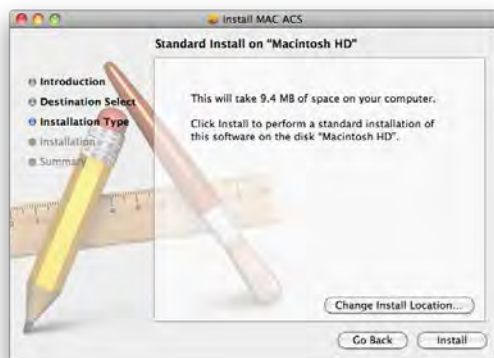 Install MAC ACS
Standard Install on "Macintosh HD"
Introduction
Destination Select
Installation Type
Installation
Summary
This will take 9.4 MB of space on your computer.
Click Install to perform a standard installation of
this software on the disk "Macintosh HD".
Change Install Location...
Go Back
Install